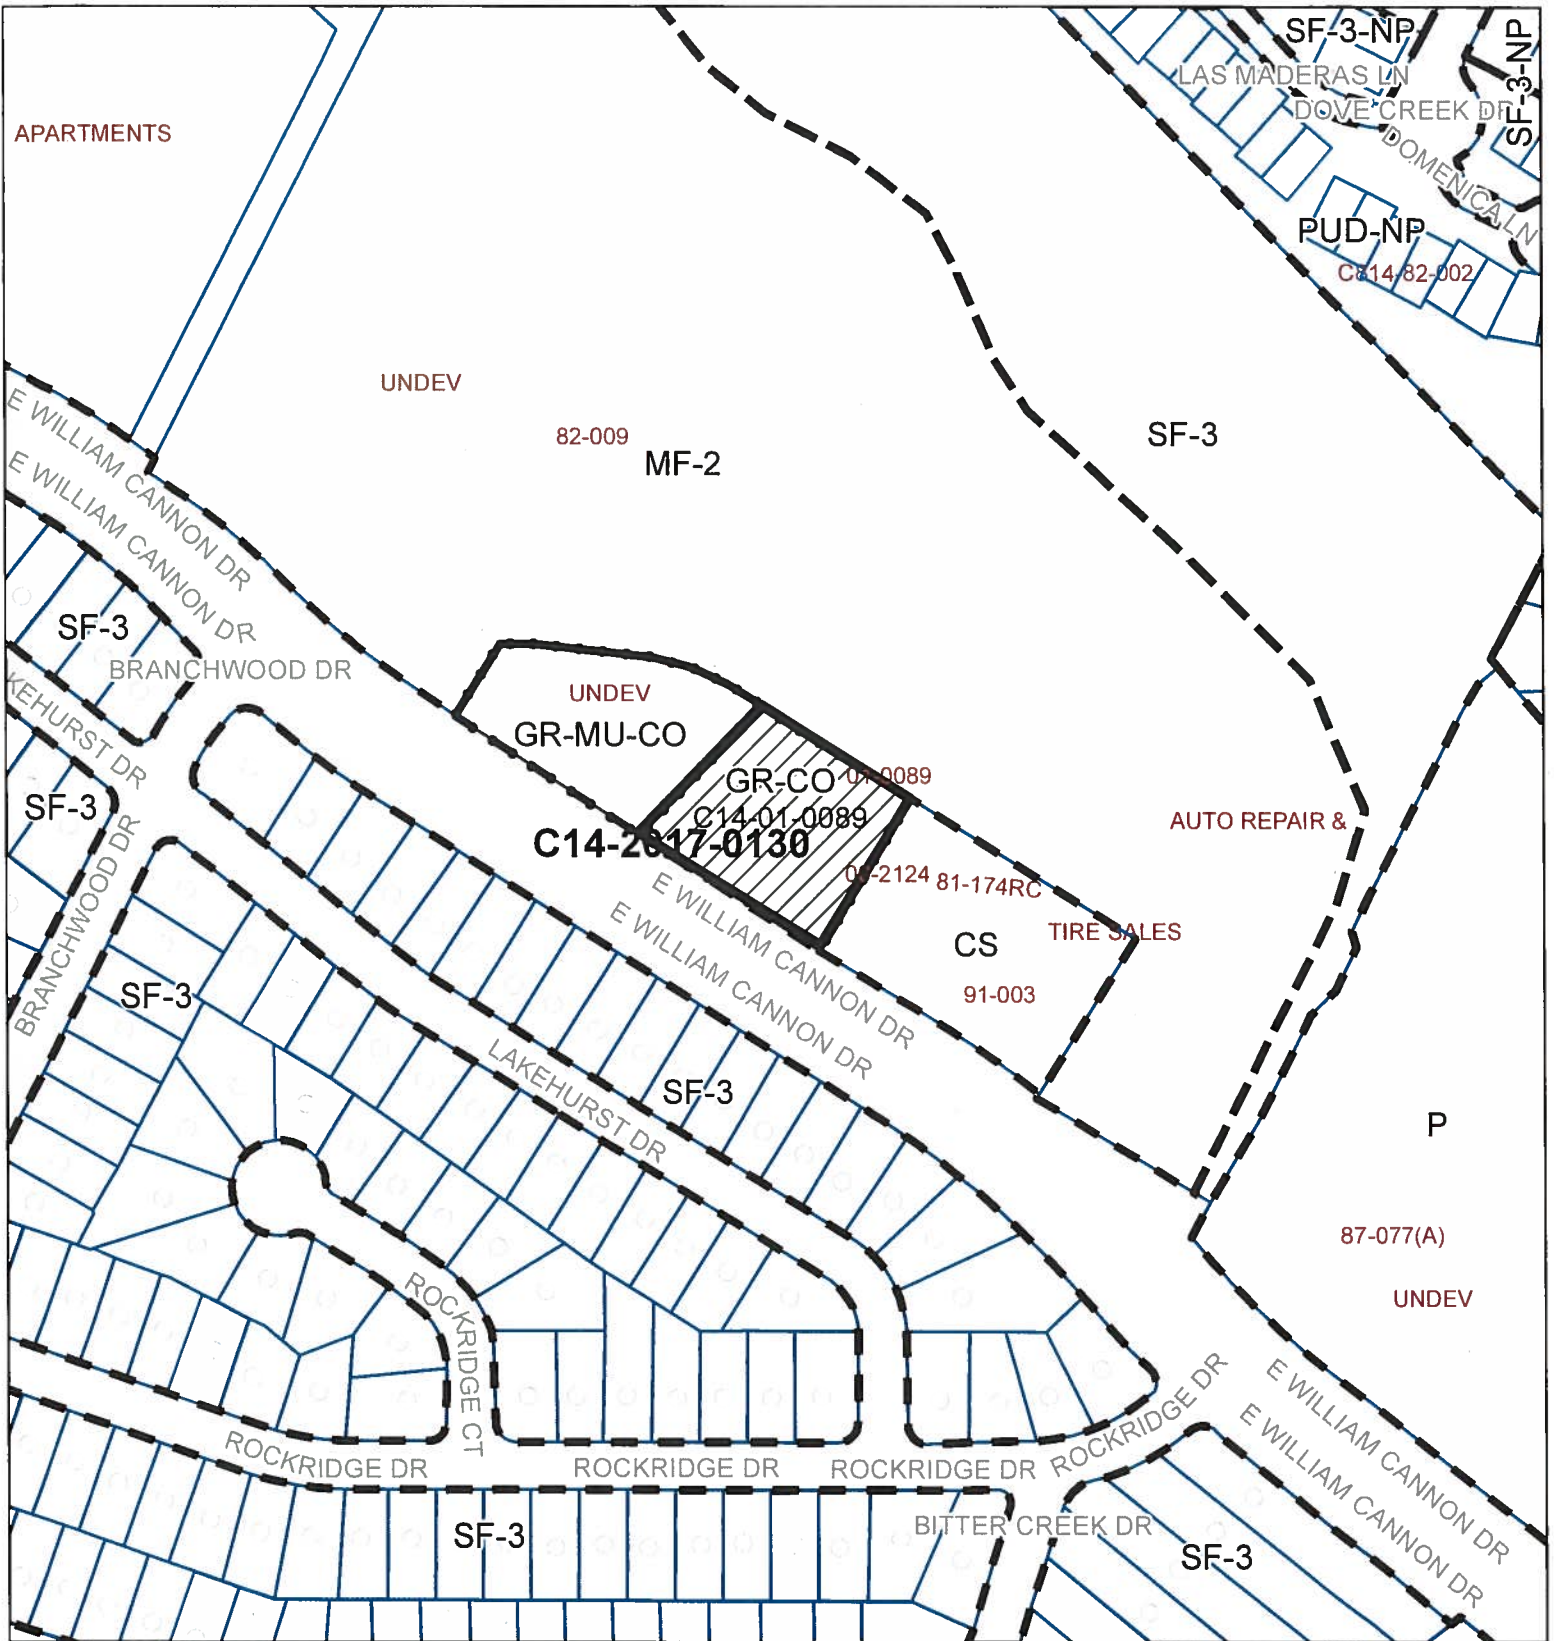 SF-3-NP
SF-3-NP
LAS MADERAS LN
DOVE CREEK DR
DOMENICA LN
APARTMENTS
PUD-NP
C814-82-002
UNDEV
82-009
MF-2
SF-3
E WILLIAM CANNON DR
E WILLIAM CANNON DR
SF-3
BRANCHWOOD DR
KEHURST DR
UNDEV
GR-MU-CO
GR-CO
01-0089
C14-01-0089
C14-2017-0130
SF-3
AUTO REPAIR &
-2124
81-174RC
TIRE SALES
CS
91-003
E WILLIAM CANNON DR
E WILLIAM CANNON DR
BRANCHWOOD DR
SF-3
LAKEHURST DR
SF-3
P
87-077(A)
UNDEV
ROCKRIDGE CT
ROCKRIDGE DR
ROCKRIDGE DR
ROCKRIDGE DR
ROCKRIDGE DR
E WILLIAM CANNON DR
E WILLIAM CANNON DR
SF-3
BITTER CREEK DR
SF-3